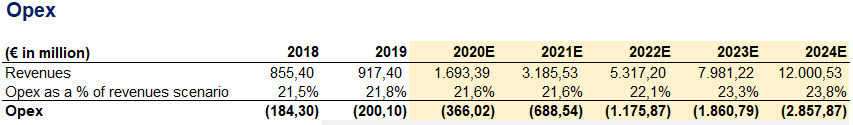 Opex
(€ in million) 2018 2019 2020E 2021E 2022E 2023E 2024E
Revenues 855,40 917,40 1.693,39 3.185,53 5.317,20 7.981,22 12.000,53
Opex as a % of revenues scenario 21,5% 21,8% 21,6% 21,6% 22,1% 23,3% 23,8%
Opex (184,30) (200,10) (366,02) (688,54) (1.175,87) (1.860,79) (2.857,87)